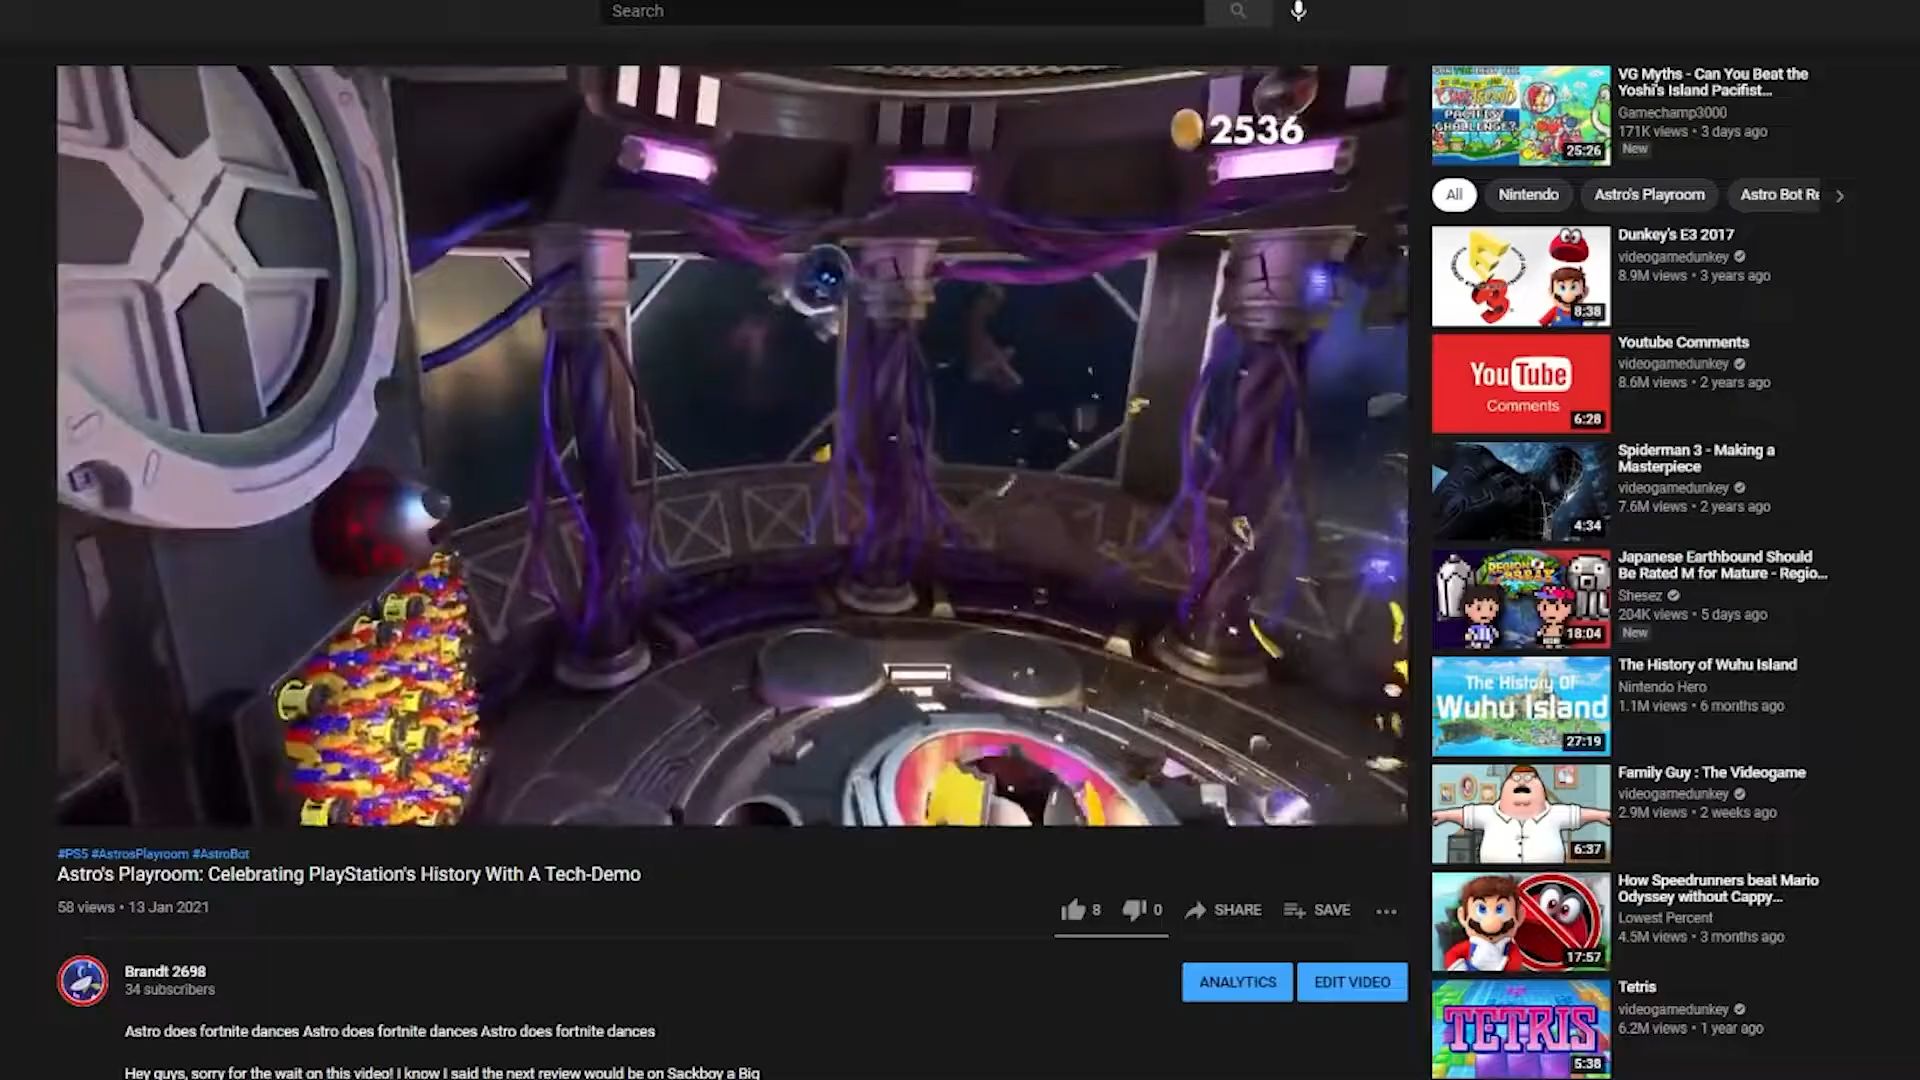 Search
2536
#PS5 #AstrosPlayroom #AstroBot
Astro's Playroom: Celebrating PlayStation's History With A Tech-Demo
58 views • 13 Jan 2021
8
0
SHARE
SAVE
Brandt 2698
34 subscribers
ANALYTICS
EDIT VIDEO
Astro does fortnite dances Astro does fortnite dances Astro does fortnite dances
Hey guys, sorry for the wait on this video! I know I said the next review would be on Sackboy a Big
PACIFIST
CHALLENGE?
25:26
VG Myths - Can You Beat the
Yoshi's Island Pacifist...
Gamechamp3000
171K views • 3 days ago
New
All
Nintendo
Astro's Playroom
Astro Bot Re
E3
8:38
Dunkey's E3 2017
videogamedunkey
8.9M views • 3 years ago
YouTube
Comments
6:28
Youtube Comments
videogamedunkey
8.6M views • 2 years ago
4:34
Spiderman 3 - Making a
Masterpiece
videogamedunkey
7.6M views • 2 years ago
REGION
BREAK
18:04
Japanese Earthbound Should
Be Rated M for Mature - Regio...
Shesez
204K views • 5 days ago
New
The History Of
Wuhu Island
27:19
The History of Wuhu Island
Nintendo Hero
1.1M views • 6 months ago
6:37
Family Guy : The Videogame
videogamedunkey
2.9M views • 2 weeks ago
17:57
How Speedrunners beat Mario
Odyssey without Cappy...
Lowest Percent
4.5M views • 3 months ago
TETRIS
5:38
Tetris
videogamedunkey
6.2M views • 1 year ago